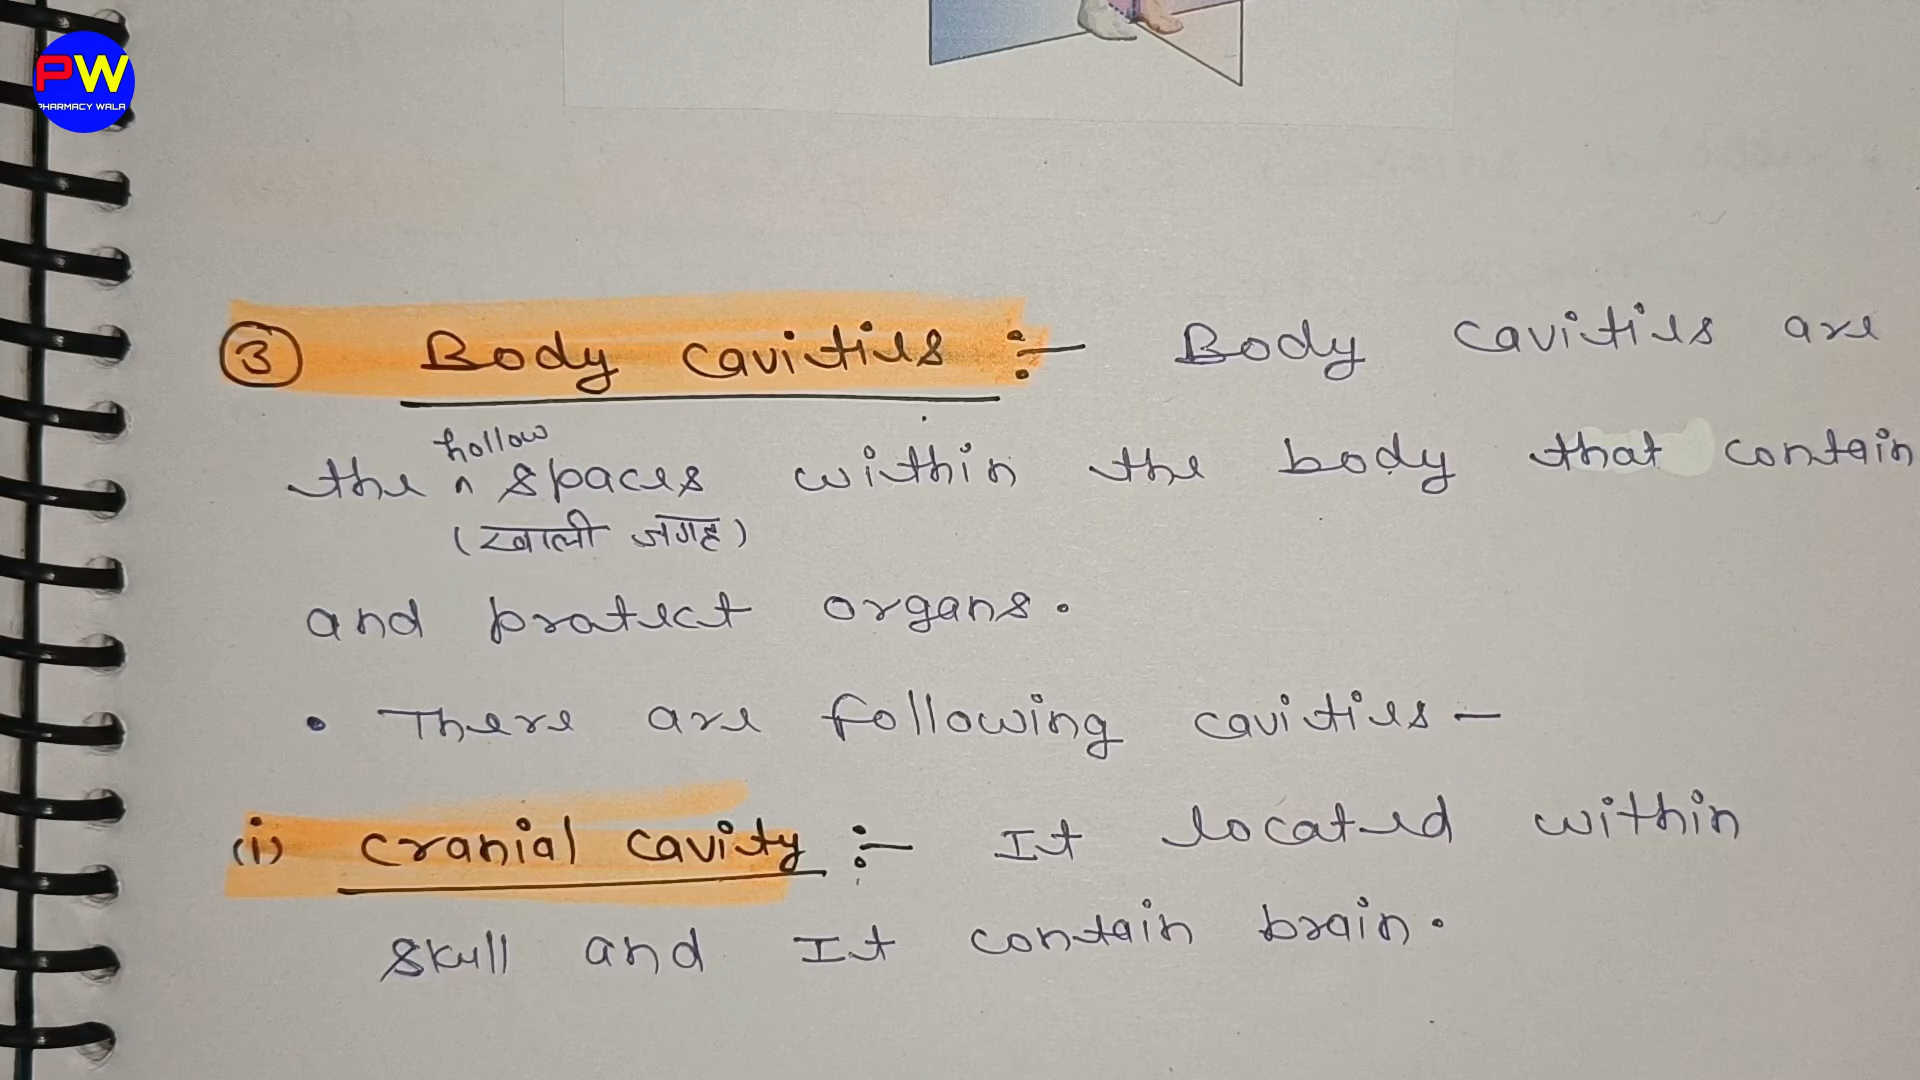 PW
PHARMACY WALA
③ Body cavities :- Body cavities are
hollow
the ^ spaces within the body that contain
(खाली जगह)
and protect organs.
• There are following cavities -
(i) cranial cavity :- It located within
skull and It contain brain.